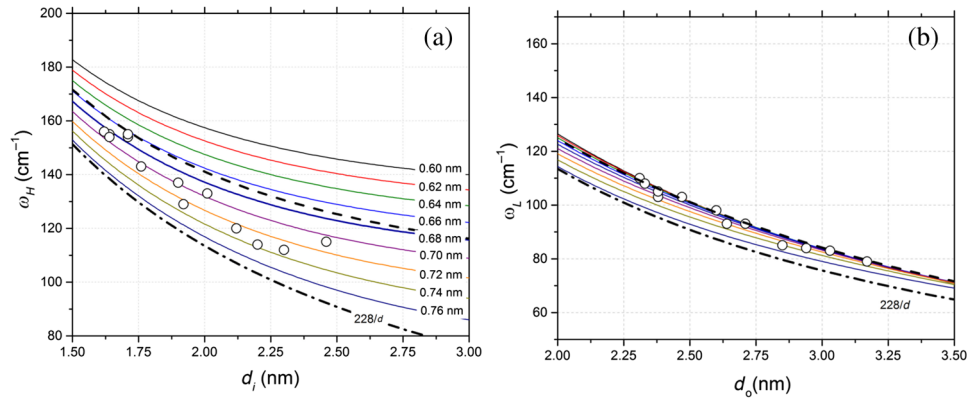 (a)
200
180
160
140
120
100
80
ω_H (cm⁻¹)
0.60 nm
0.62 nm
0.64 nm
0.66 nm
0.68 nm
0.70 nm
0.72 nm
0.74 nm
0.76 nm
228/d
1.50 1.75 2.00 2.25 2.50 2.75 3.00
d_i (nm)
(b)
160
140
120
100
80
60
ω_L (cm⁻¹)
228/d
2.00 2.25 2.50 2.75 3.00 3.25 3.50
d_o(nm)